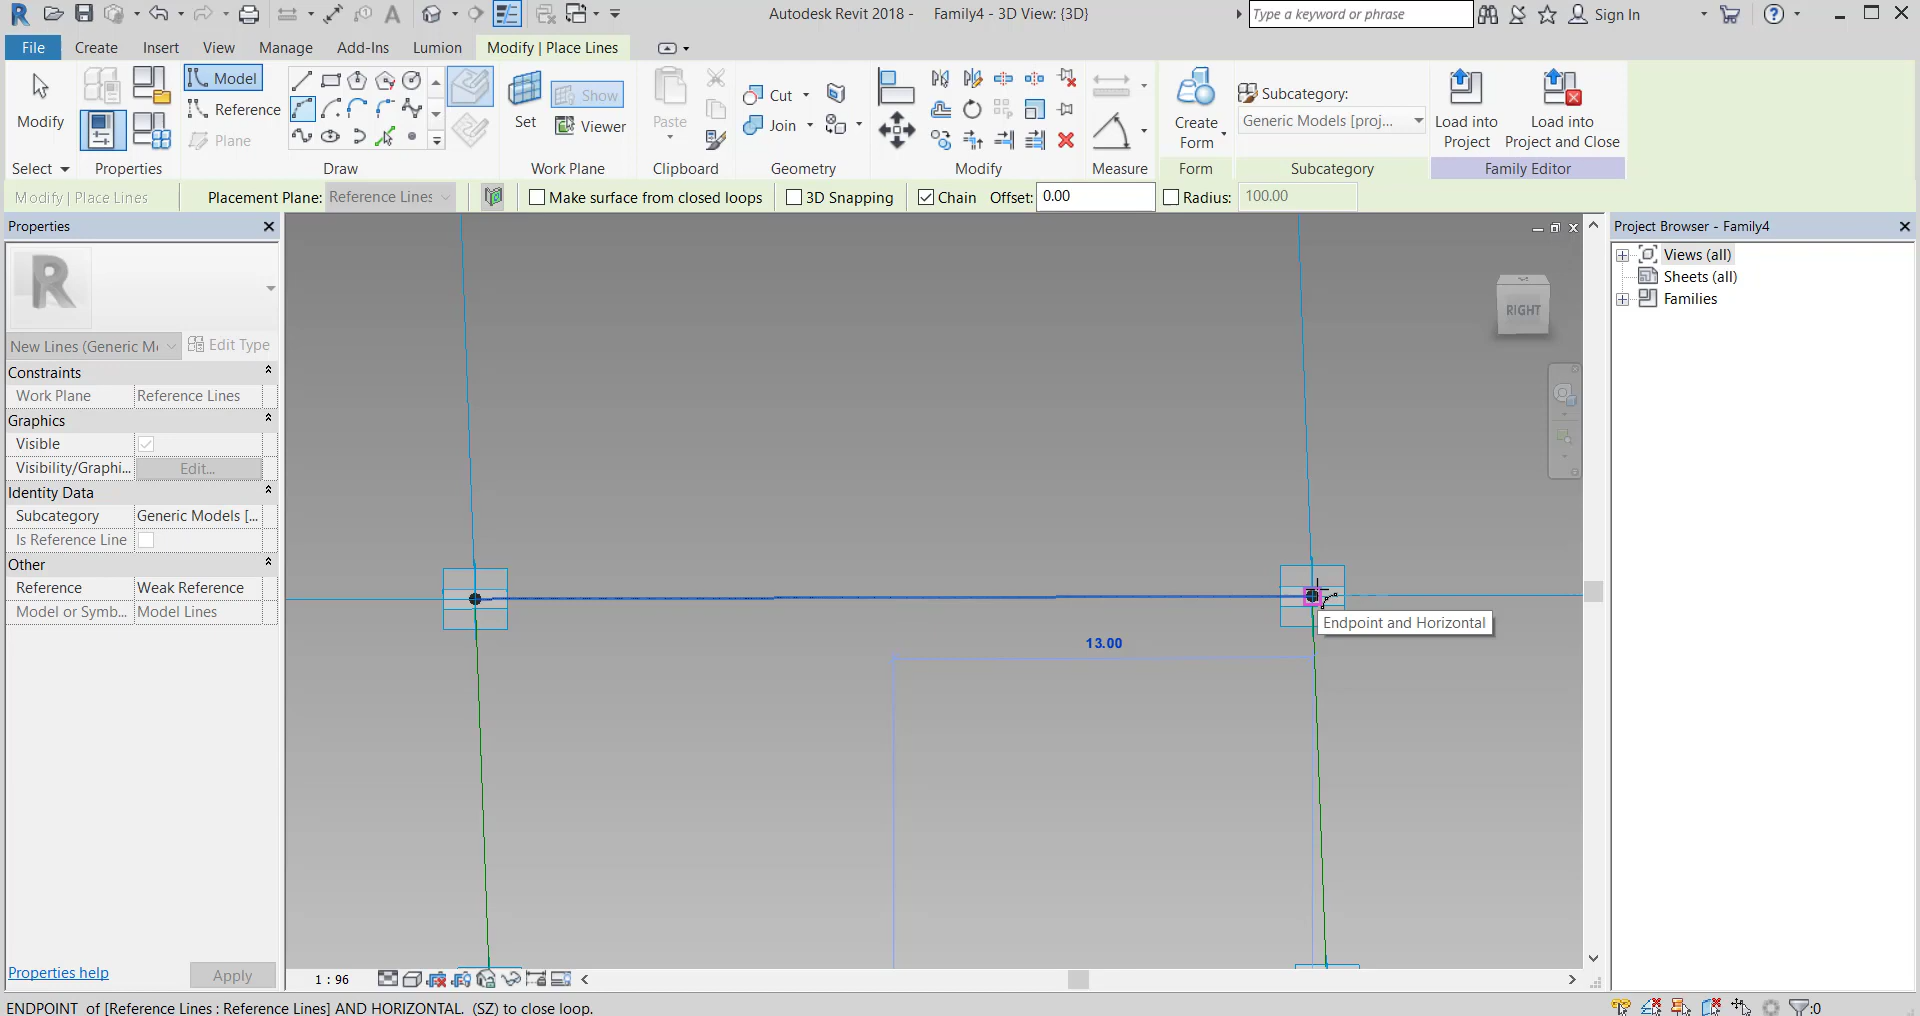 Autodesk Revit 2018 - Family4 - 3D View: {3D}
Type a keyword or phrase
Sign In
File Create Insert View Manage Add-Ins Lumion Modify | Place Lines
Modify
Model
Reference
Plane
Set
Show
Viewer
Paste
Cut
Join
Create Form
Subcategory:
Generic Models [proj...
Load into Project
Load into Project and Close
Select Properties Draw Work Plane Clipboard Geometry Modify Measure Form Subcategory Family Editor
Modify | Place Lines Placement Plane: Reference Lines Make surface from closed loops 3D Snapping Chain Offset: 0.00 Radius: 100.00
Properties
R
New Lines (Generic M Edit Type
Constraints
Work Plane Reference Lines
Graphics
Visible
Visibility/Graphi... Edit...
Identity Data
Subcategory Generic Models [...
Is Reference Line
Other
Reference Weak Reference
Model or Symb... Model Lines
Properties help Apply
RIGHT
Endpoint and Horizontal
13.00
1 : 96
Project Browser - Family4
Views (all)
Sheets (all)
Families
ENDPOINT of [Reference Lines : Reference Lines] AND HORIZONTAL. (SZ) to close loop.
:0